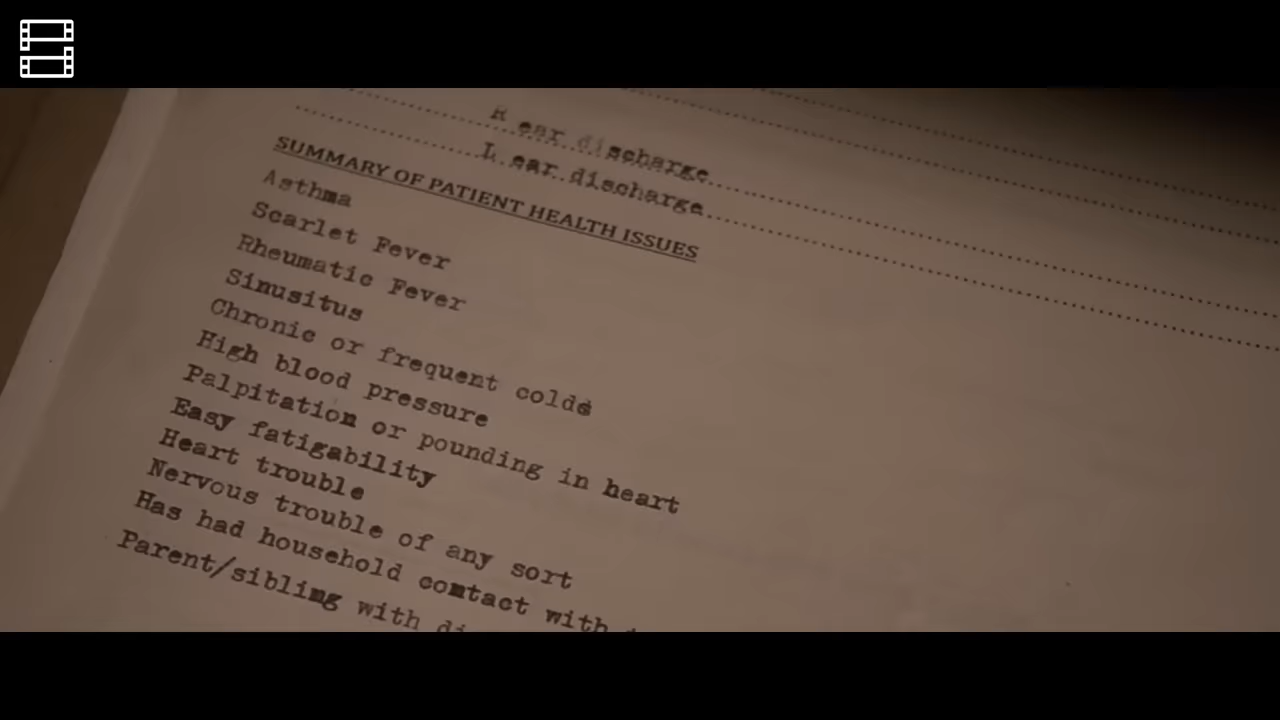 R ear discharge
L ear discharge
SUMMARY OF PATIENT HEALTH ISSUES
Asthma
Scarlet Fever
Rheumatic Fever
Sinusitus
Chronic or frequent colds
High blood pressure
Palpitation or pounding in heart
Easy fatigability
Heart trouble
Nervous trouble of any sort
Has had household comtact with
Parent/siblimg with